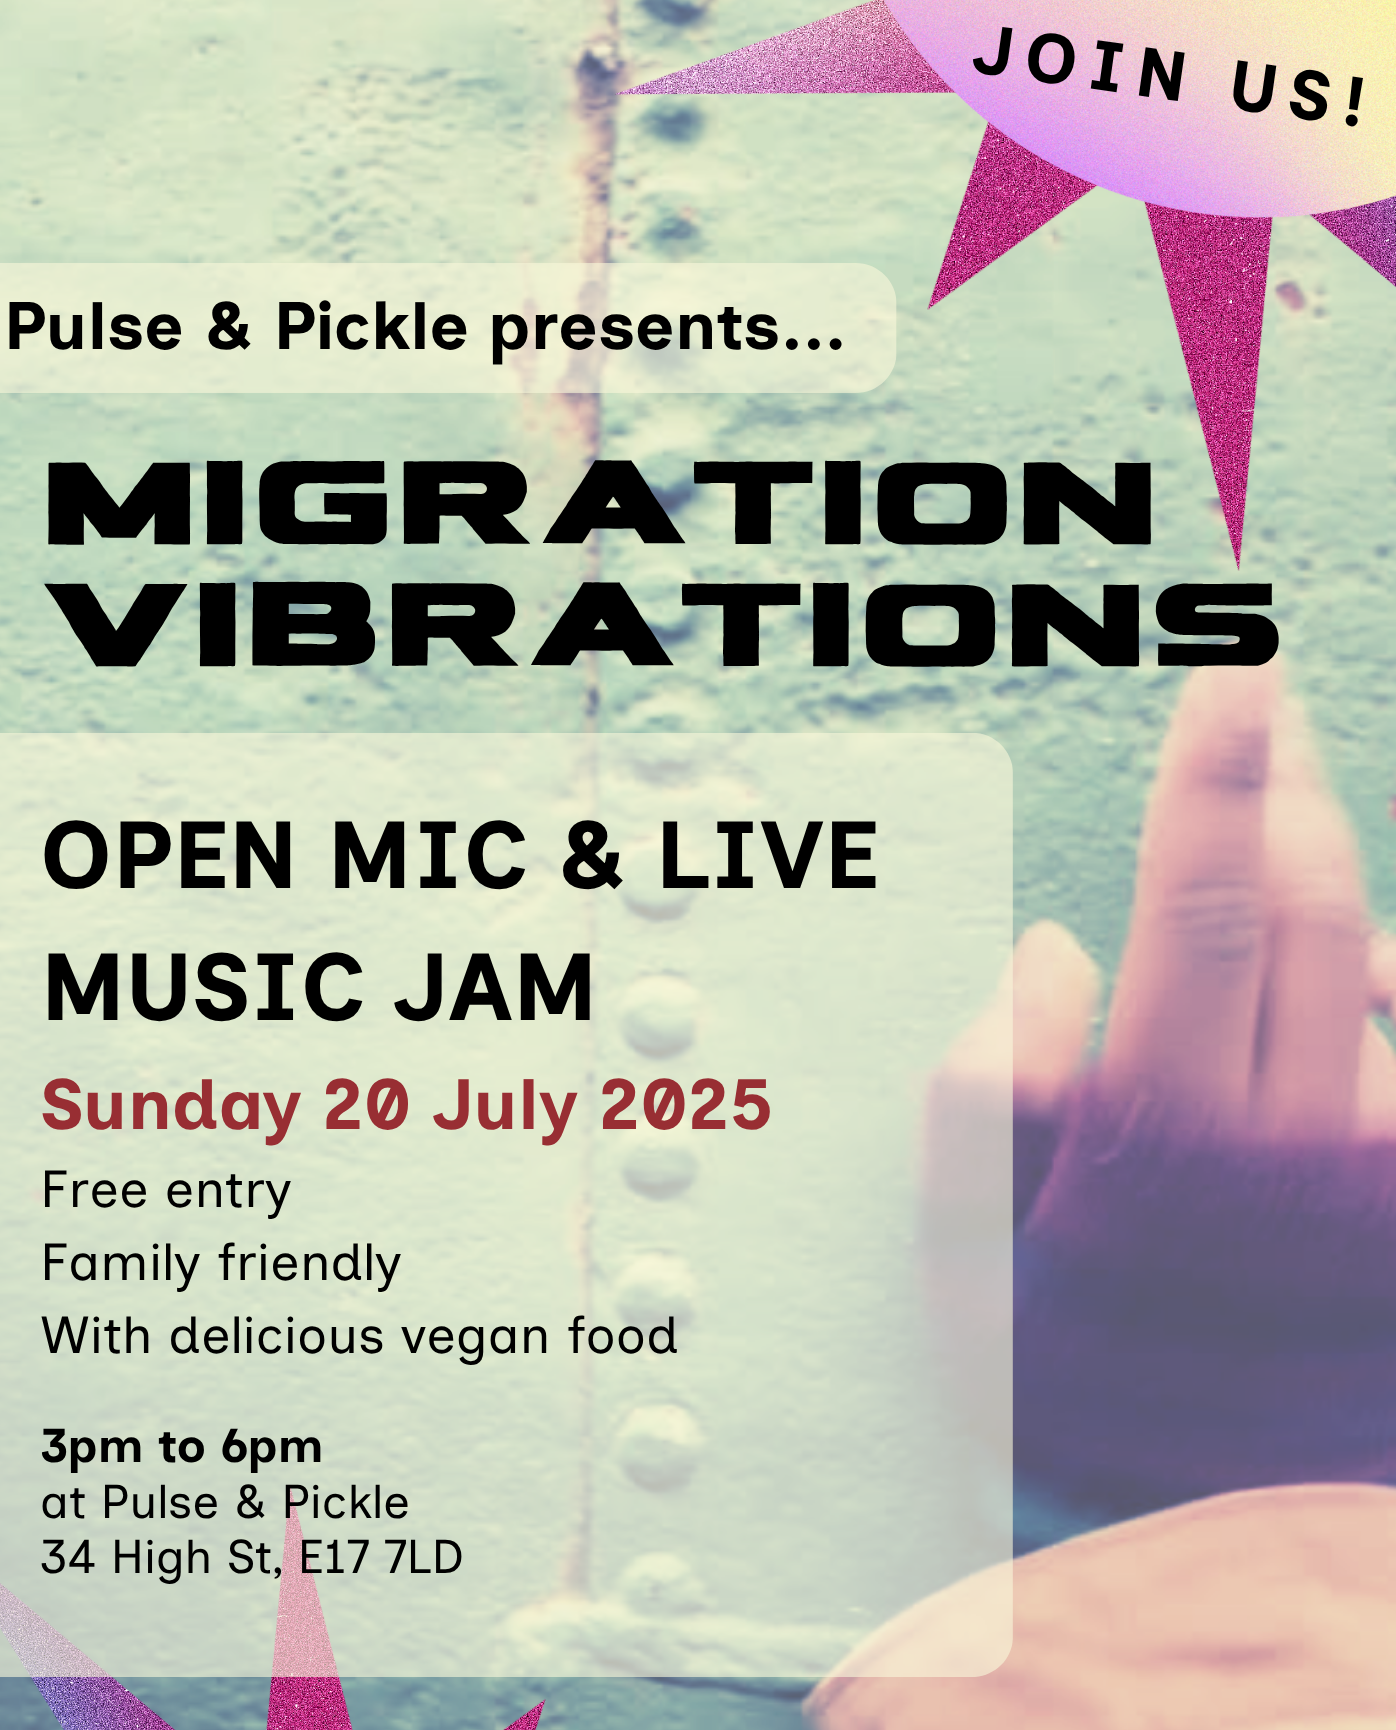 JOIN US!
Pulse & Pickle presents...
MIGRATION
VIBRATIONS
OPEN MIC & LIVE
MUSIC JAM
Sunday 20 July 2025
Free entry
Family friendly
With delicious vegan food
3pm to 6pm
at Pulse & Pickle
34 High St, E17 7LD